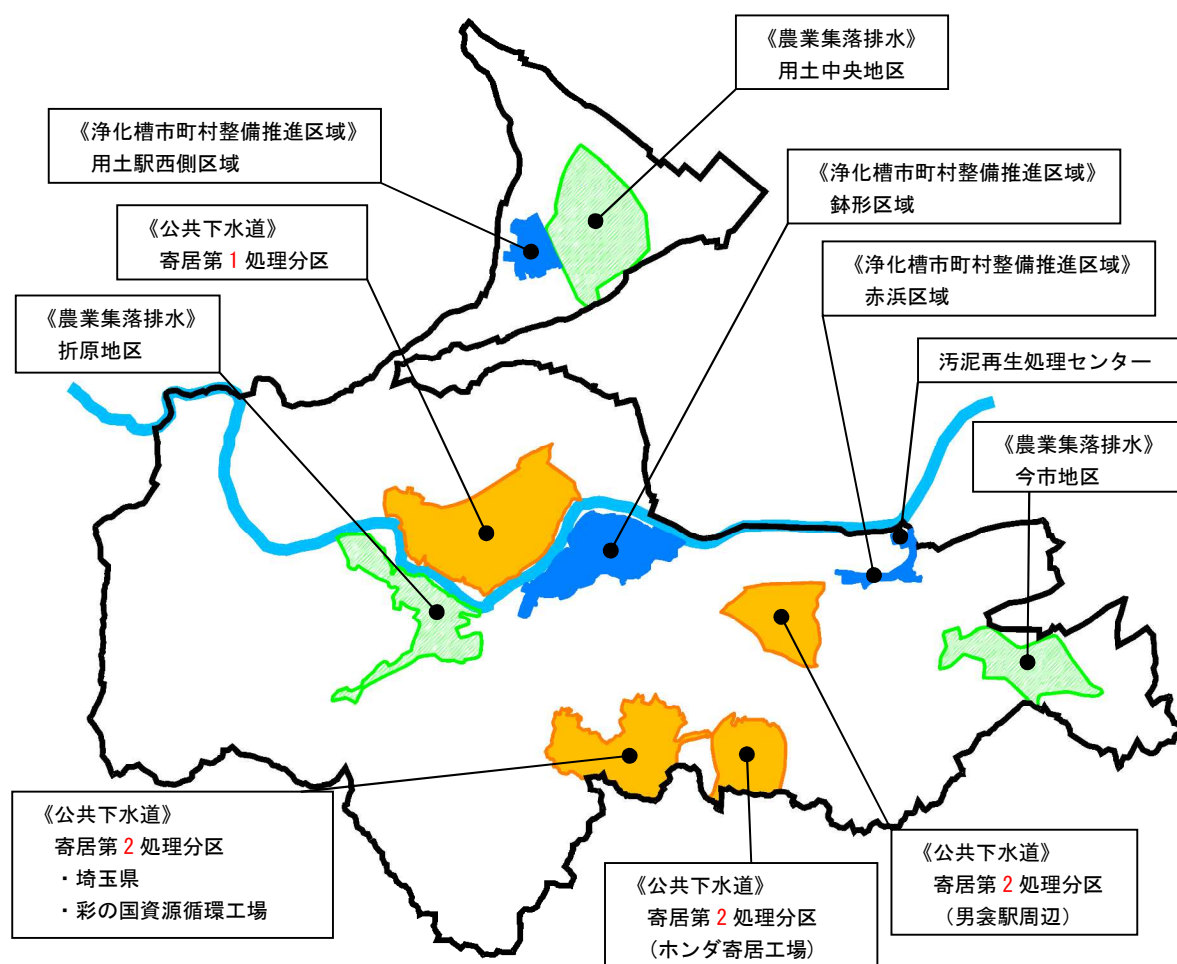 《農業集落排水》
用土中央地区
《浄化槽市町村整備推進区域》
用土駅西側区域
《浄化槽市町村整備推進区域》
鉢形区域
《公共下水道》
寄居第1処理分区
《浄化槽市町村整備推進区域》
赤浜区域
《農業集落排水》
折原地区
汚泥再生処理センター
《農業集落排水》
今市地区
《公共下水道》
寄居第2処理分区
・埼玉県
・彩の国資源循環工場
《公共下水道》
寄居第2処理分区
(ホンダ寄居工場)
《公共下水道》
寄居第2処理分区
(男衾駅周辺)